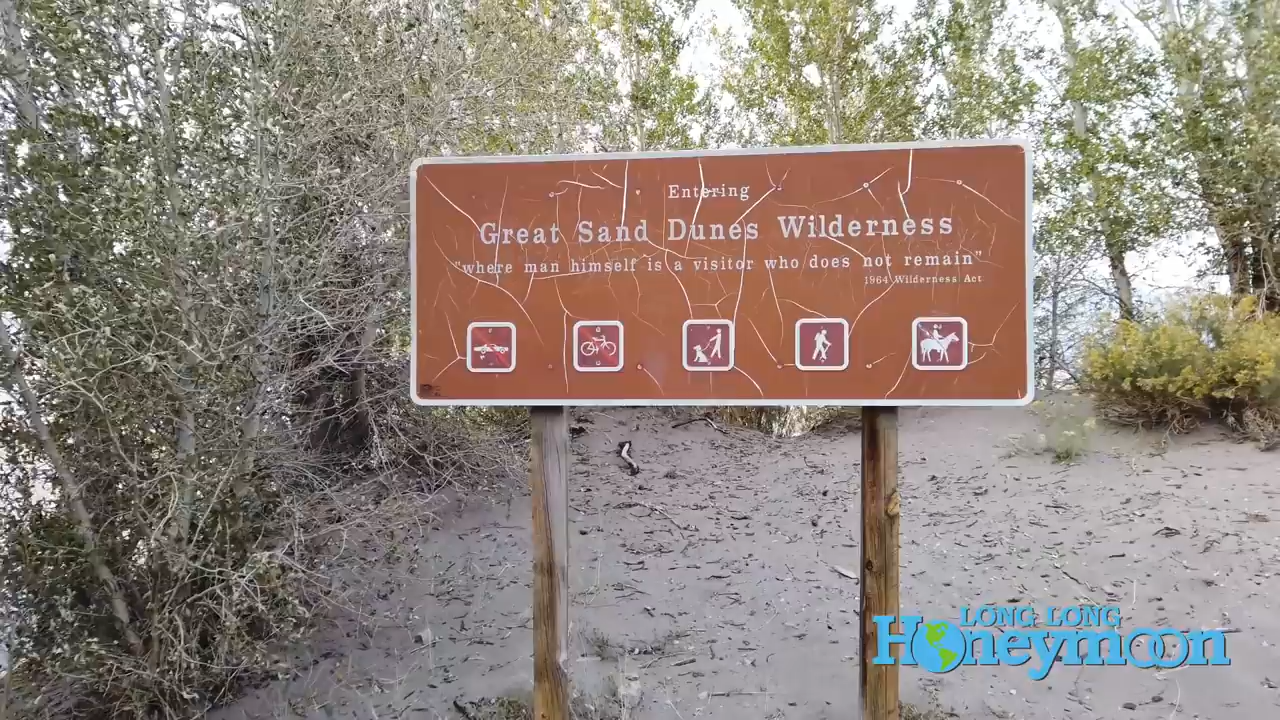 Entering
Great Sand Dunes Wilderness
"where man himself is a visitor who does not remain"
1964 Wilderness Act
LONG LONG
Honeymoon